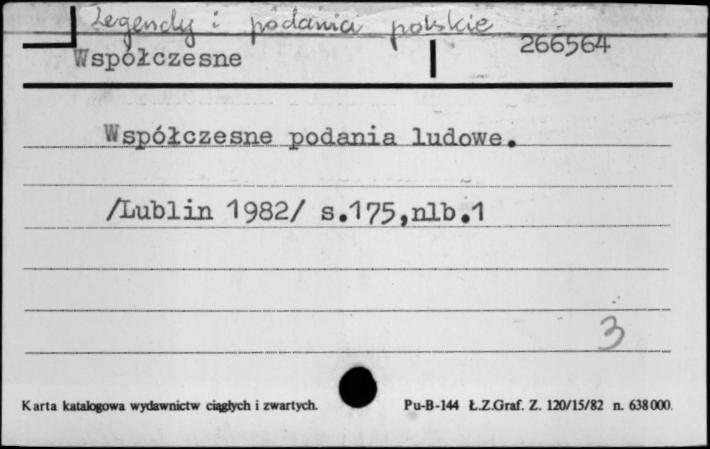 Legendy i podania polskie
266564
Współczesne
Współczesne podania ludowe.
/Lublin 1982/ s.175,nlb.1
3
Karta katalogowa wydawnictw ciągłych i zwartych. Pu-B-144 Ł.Z.Graf. Z. 120/15/82 n. 638000.